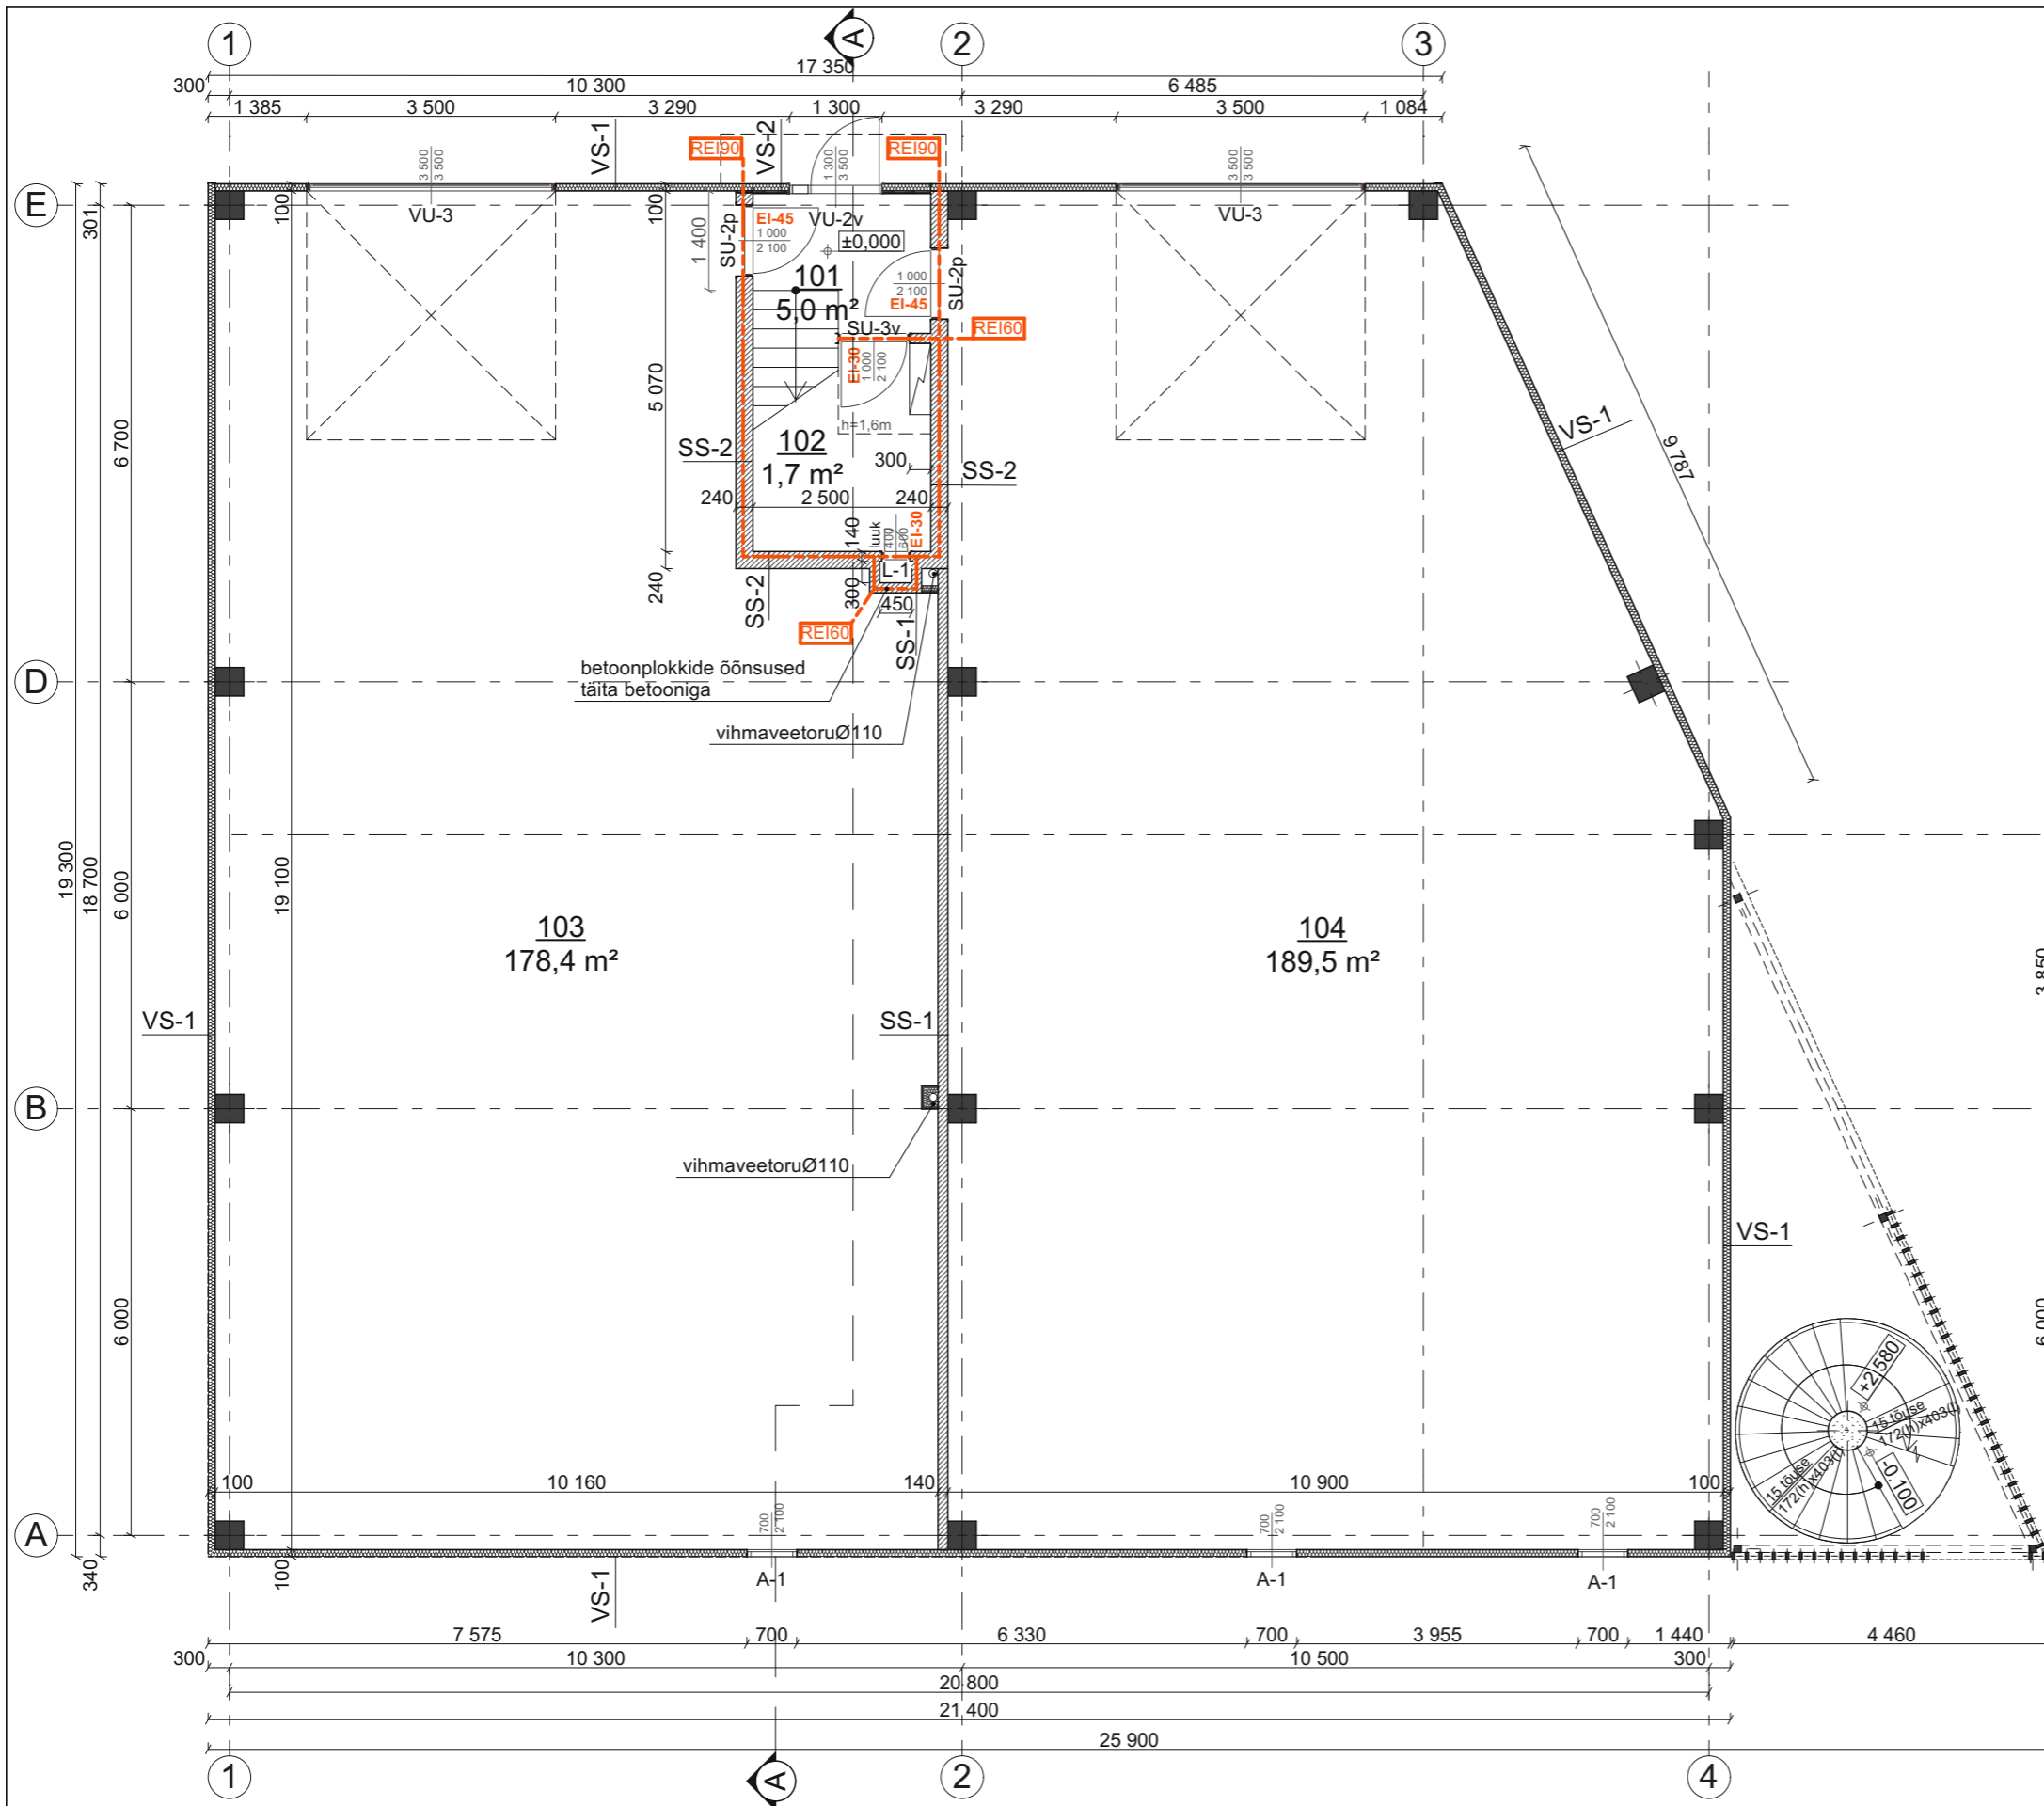 1
A
2
3
17 350
300
10 300
6 485
1 385
3 500
3 290
1 300
3 290
3 500
1 084
VS-1
VS-2
REI90
REI90
3 500
3 500
1 300
3 500
3 500
3 500
E
301
100
VU-3
100
1 400
SU-2p
EI-45
1 000
2 100
VU-2v
±0,000
VU-3
101
5,0 m²
1 000
2 100
EI-45
SU-2p
SU-3v
REI60
EI-30
1 000
2 100
5 070
h=1,6m
VS-1
9 787
6 700
SS-2
102
1,7 m²
300
SS-2
240
2 500
240
140
luuk
400
600
EI-30
L-1
240
SS-2
300
450
REI60
SS-1
D
betoonplokkide õõnsused
täita betooniga
vihmaveetoruØ110
19 300
18 700
6 000
19 100
103
178,4 m²
104
189,5 m²
3 850
VS-1
SS-1
B
vihmaveetoruØ110
VS-1
6 000
6 000
+2,580
15 tõuse
172(h)x403(l)
15 tõuse
172(h)x403(l)
-0.100
100
10 160
140
10 900
100
A
700
2 100
700
2 100
700
2 100
340
100
VS-1
A-1
A-1
A-1
7 575
700
6 330
700
3 955
700
1 440
4 460
300
10 300
10 500
300
20 800
21 400
25 900
1
A
2
4